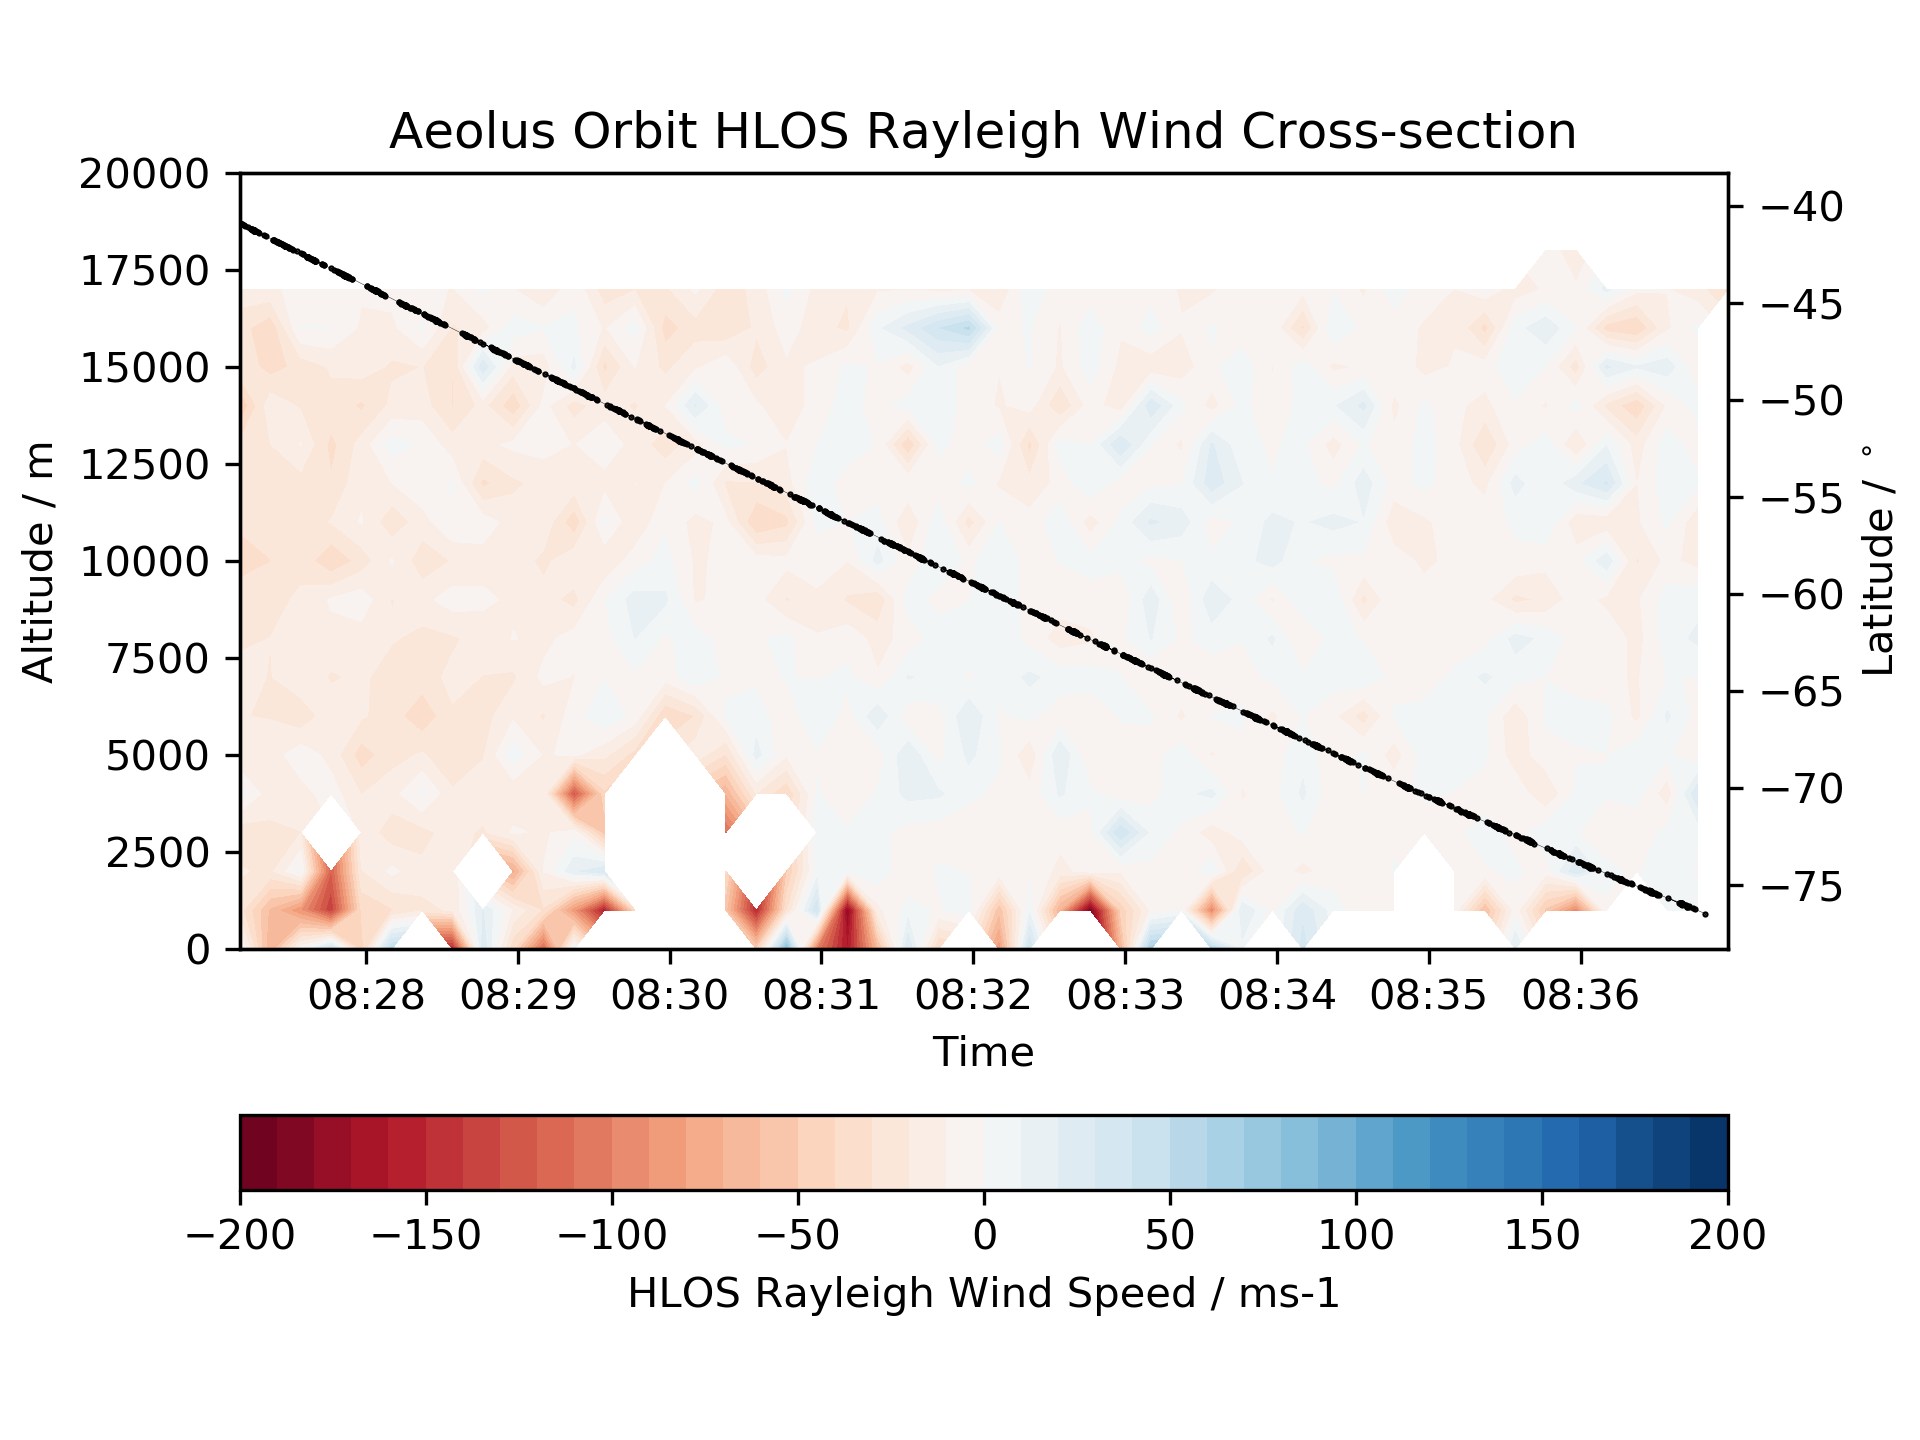 Aeolus Orbit HLOS Rayleigh Wind Cross-section
20000
17500
15000
12500
10000
7500
5000
2500
0
Altitude / m
−40
−45
−50
−55
−60
−65
−70
−75
Latitude / °
08:28 08:29 08:30 08:31 08:32 08:33 08:34 08:35 08:36
Time
−200 −150 −100 −50 0 50 100 150 200
HLOS Rayleigh Wind Speed / ms-1